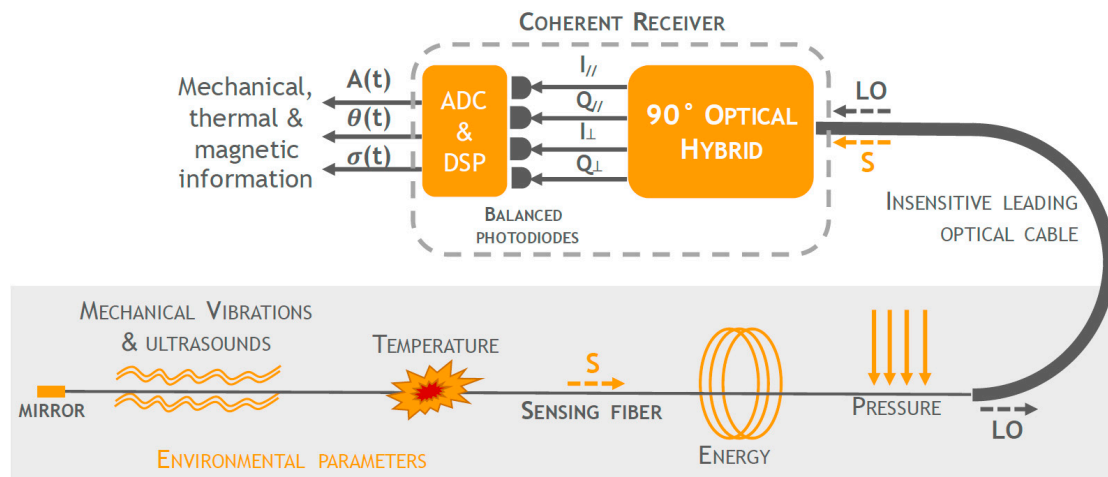 COHERENT RECEIVER
Mechanical,
thermal &
magnetic
information
A(t)
θ(t)
σ(t)
ADC
&
DSP
I//
Q//
I⊥
Q⊥
BALANCED
PHOTODIODES
90° OPTICAL
HYBRID
LO
S
INSENSITIVE LEADING
OPTICAL CABLE
MECHANICAL VIBRATIONS
& ULTRASOUNDS
TEMPERATURE
S
MIRROR
SENSING FIBER
PRESSURE
LO
ENERGY
ENVIRONMENTAL PARAMETERS